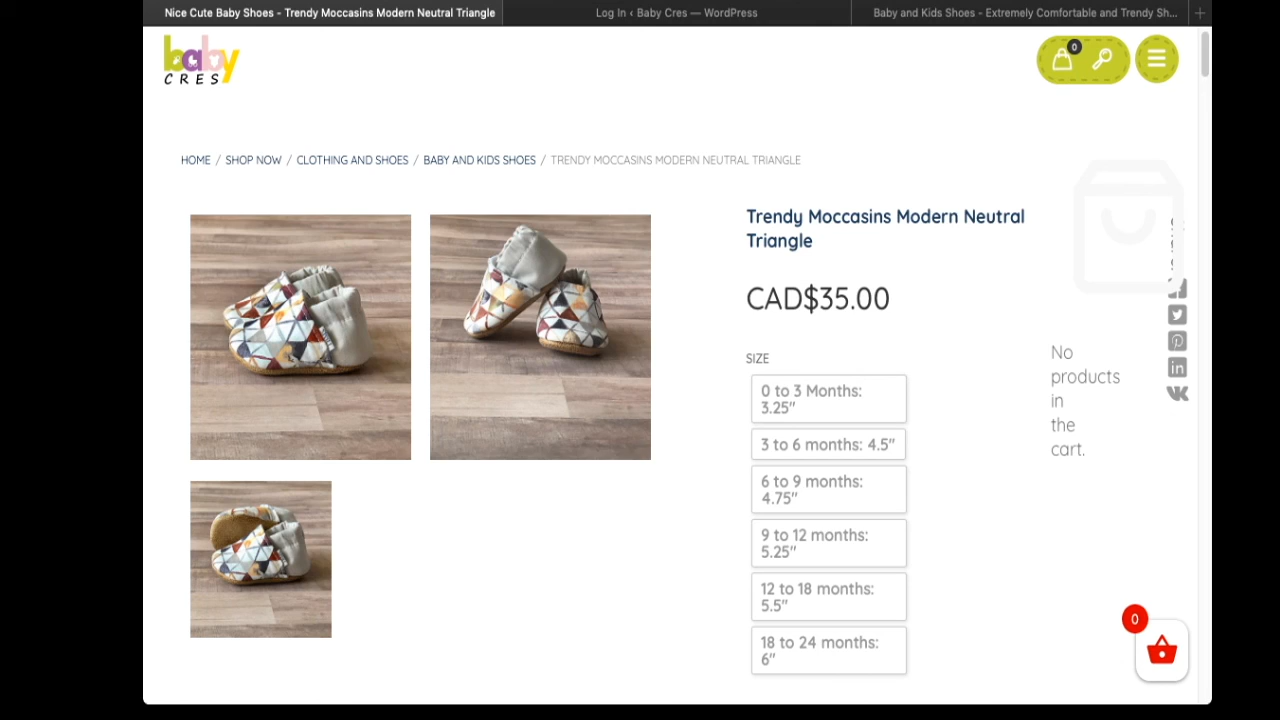 Nice Cute Baby Shoes - Trendy Moccasins Modern Neutral Triangle
Log In ‹ Baby Cres — WordPress
Baby and Kids Shoes - Extremely Comfortable and Trendy Sh...
baby
CRES
0
HOME / SHOP NOW / CLOTHING AND SHOES / BABY AND KIDS SHOES / TRENDY MOCCASINS MODERN NEUTRAL TRIANGLE
Trendy Moccasins Modern Neutral
Triangle
CAD$35.00
SIZE
0 to 3 Months:
3.25"
3 to 6 months: 4.5"
6 to 9 months:
4.75"
9 to 12 months:
5.25"
12 to 18 months:
5.5"
18 to 24 months:
6"
No
products
in
the
cart.
0